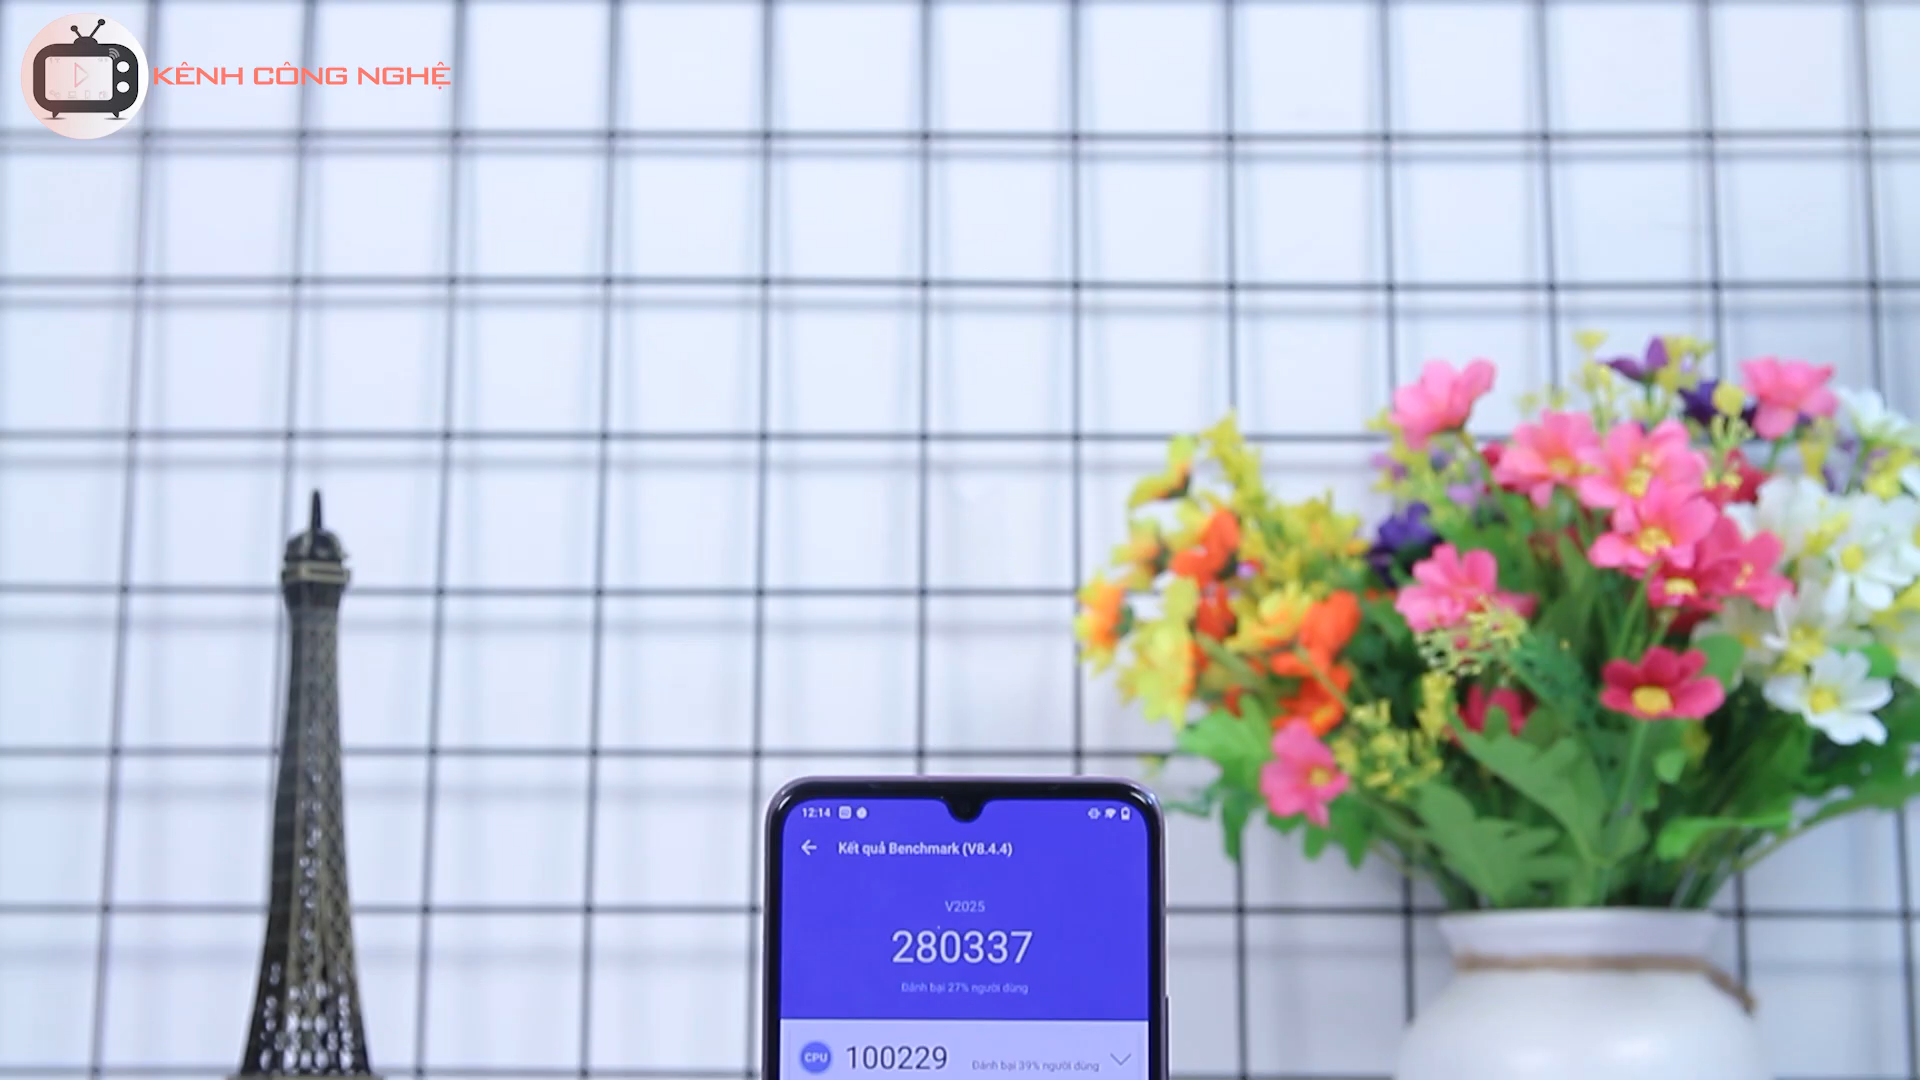 KÊNH CÔNG NGHỆ
12:14
Kết quả Benchmark (V8.4.4)
V2025
280337
Đánh bại 27% người dùng
CPU 100229 Đánh bại 39% người dùng